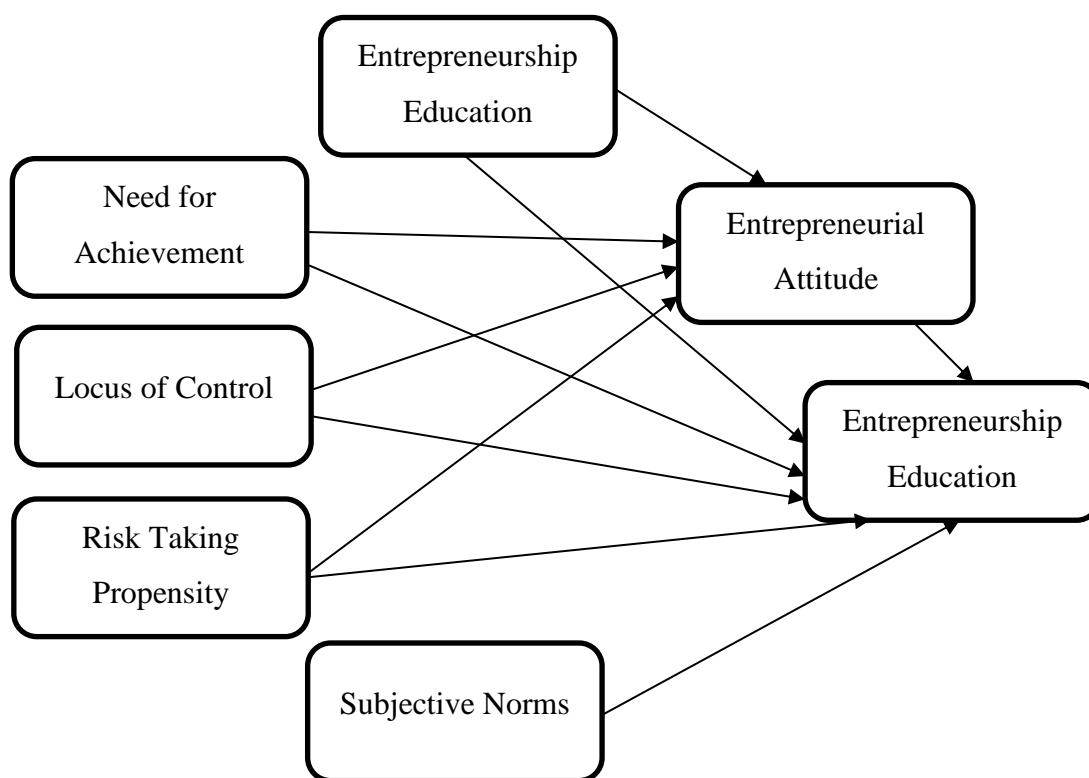 Entrepreneurship
Education
Need for
Achievement
Entrepreneurial
Attitude
Locus of Control
Entrepreneurship
Education
Risk Taking
Propensity
Subjective Norms